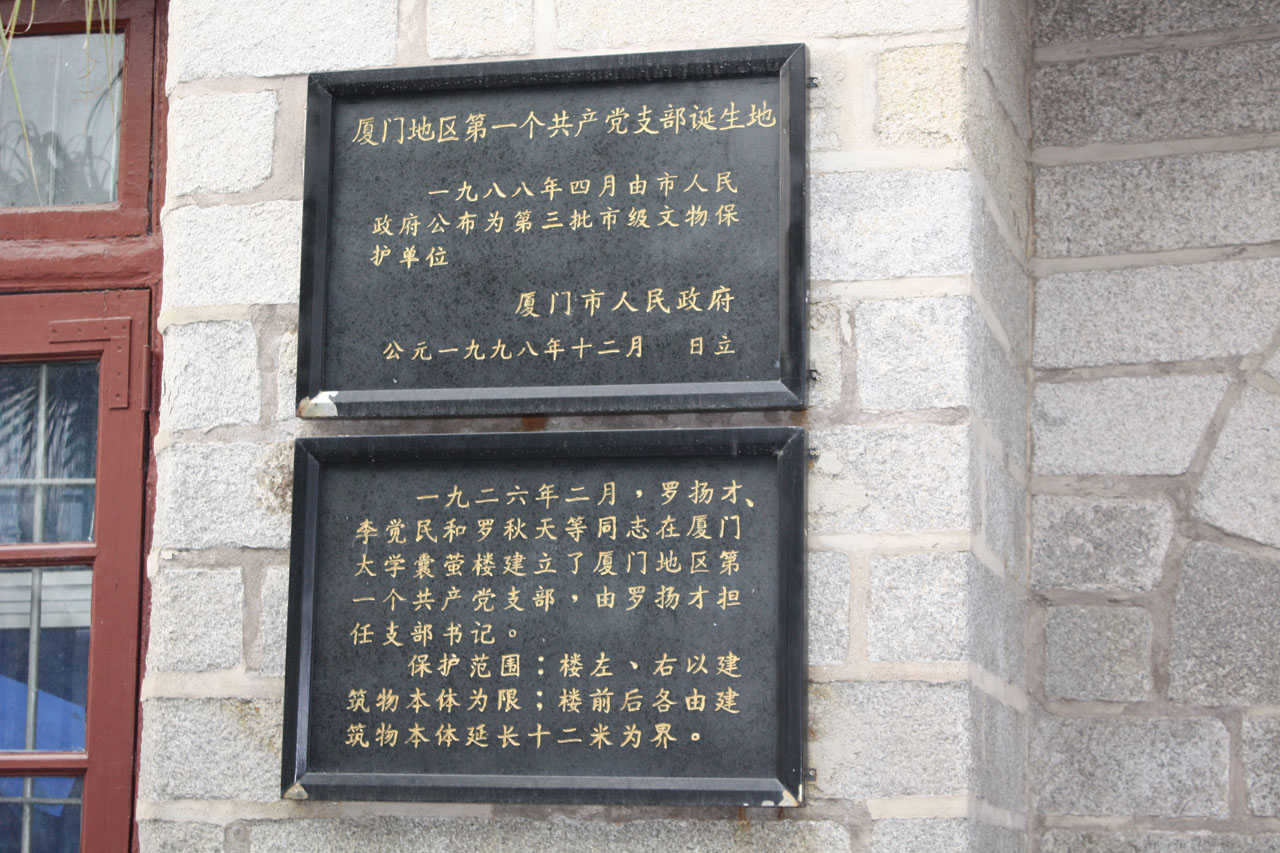 厦门地区第一个共产党支部诞生地
一九八八年四月由市人民
政府公布为第三批市级文物保
护单位
厦门市人民政府
公元一九九八年十二月 日立
一九二六年二月，罗扬才、
李觉民和罗秋天等同志在厦门
大学囊萤楼建立了厦门地区第
一个共产党支部，由罗扬才担
任支部书记。
保护范围：楼左、右以建
筑物本体为限；楼前后各由建
筑物本体延长十二米为界。